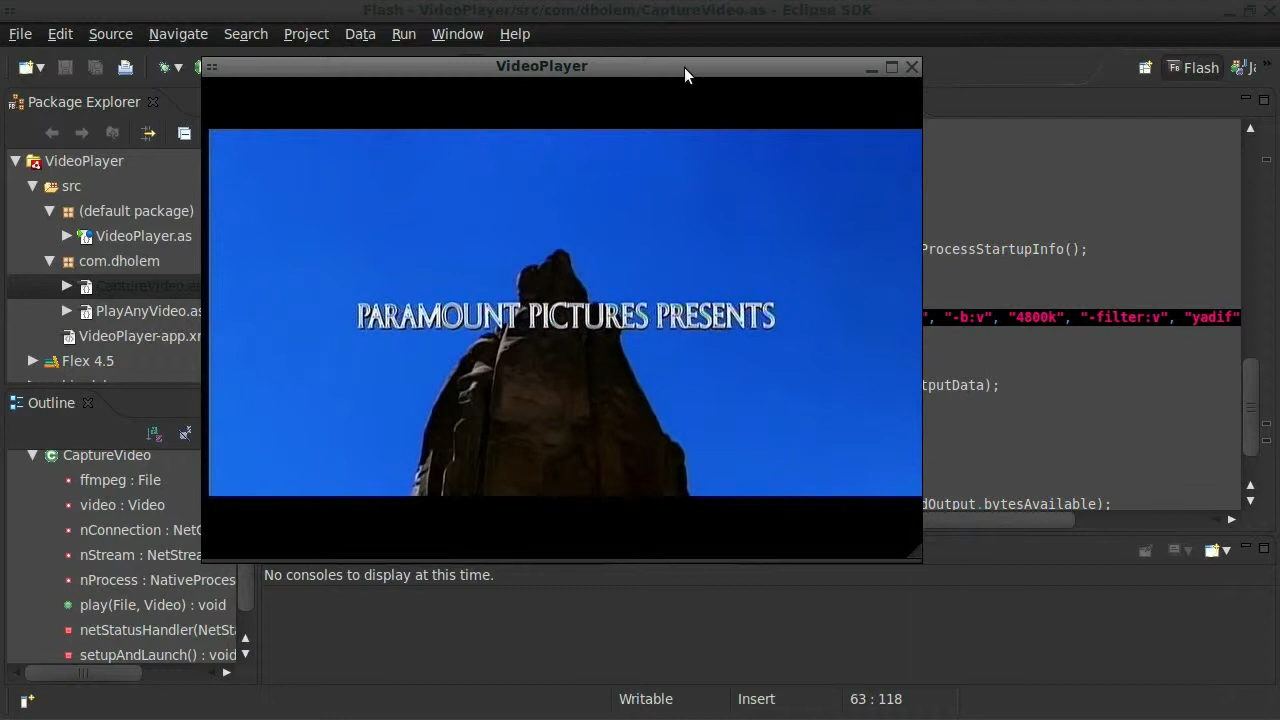 Flash - VideoPlayer/src/com/dholem/CaptureVideo.as - Eclipse SDK
File Edit Source Navigate Search Project Data Run Window Help
VideoPlayer
Flash
Package Explorer
VideoPlayer
src
(default package)
VideoPlayer.as
com.dholem
CaptureVideo.as
PlayAnyVideo.as
VideoPlayer-app.xm
Flex 4.5
PARAMOUNT PICTURES PRESENTS
ProcessStartupInfo();
", "-b:v", "4800k", "-filter:v", "yadif"
tputData);
dOutput.bytesAvailable);
Outline
CaptureVideo
ffmpeg : File
video : Video
nConnection : NetC
nStream : NetStrea
nProcess : NativeProces
play(File, Video) : void
netStatusHandler(NetSta
setupAndLaunch() : void
No consoles to display at this time.
Writable Insert 63 : 118